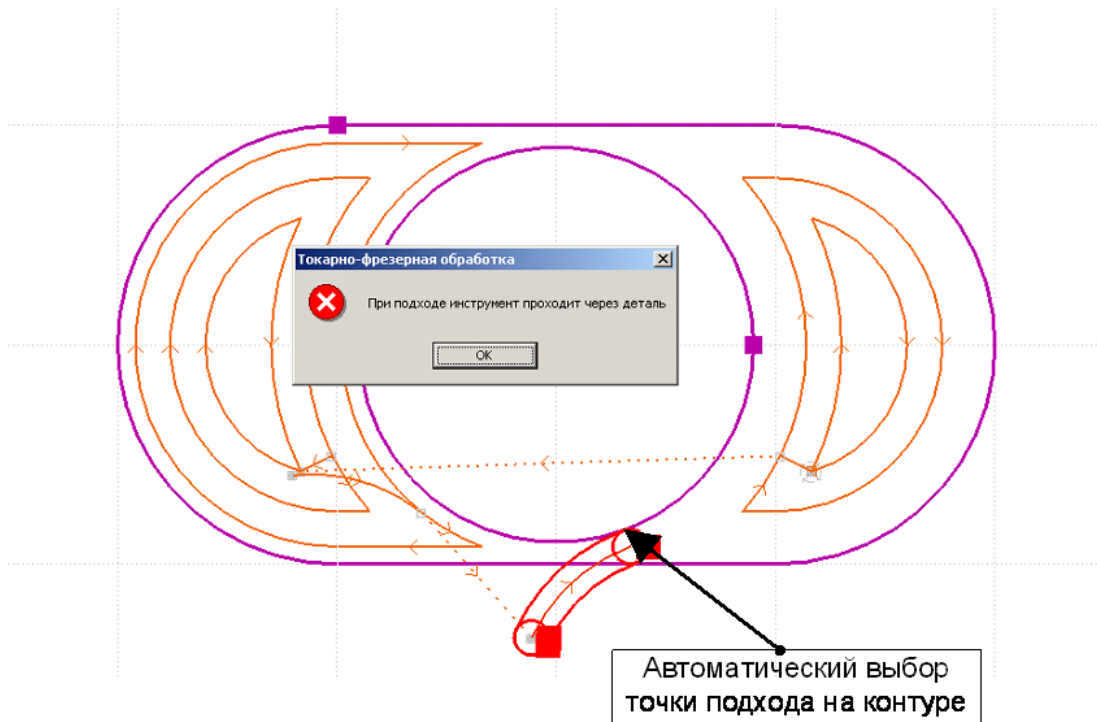 Токарно-фрезерная обработка
При подходе инструмент проходит через деталь
OK
Автоматический выбор
точки подхода на контуре